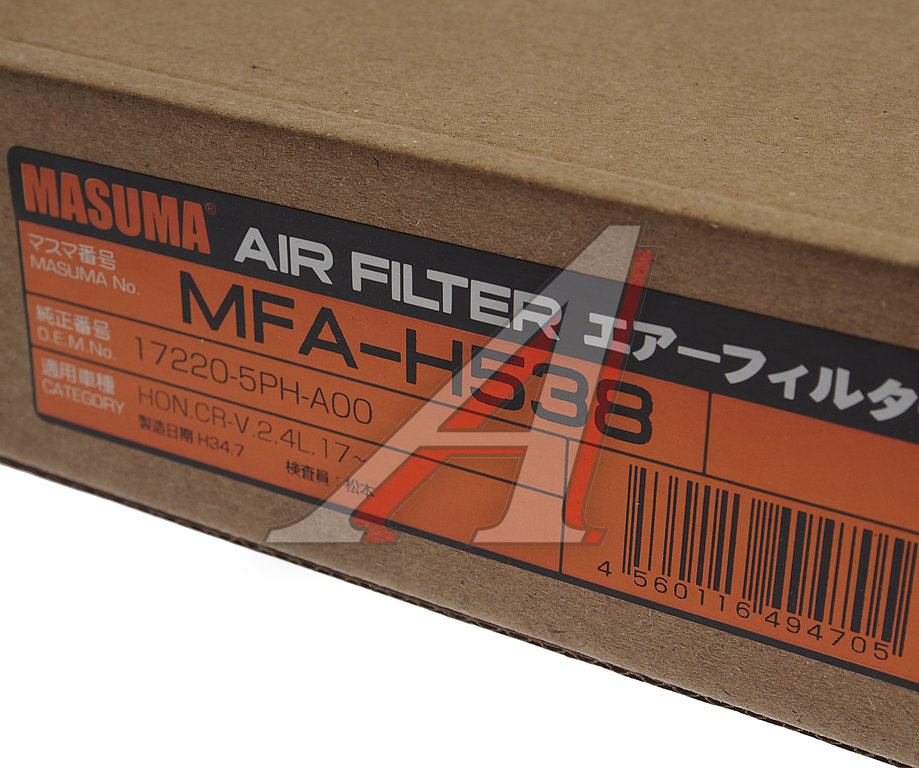 MASUMA® AIR FILTER エアーフィルタ
マスマ番号
MASUMA No.
MFA-H538
純正番号
O.E.M.No.
17220-5PH-A00
適用車種
CATEGORY
HON.CR-V.2.4L.17~
製造日期 H34.7
検査員：松本
4 560116 494705